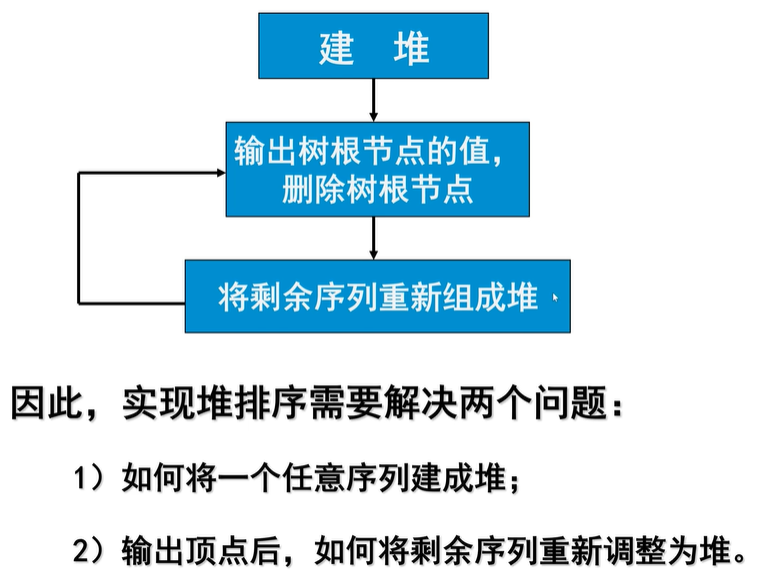 建 堆
输出树根节点的值，
删除树根节点
将剩余序列重新组成堆
因此，实现堆排序需要解决两个问题：
1）如何将一个任意序列建成堆；
2）输出顶点后，如何将剩余序列重新调整为堆。